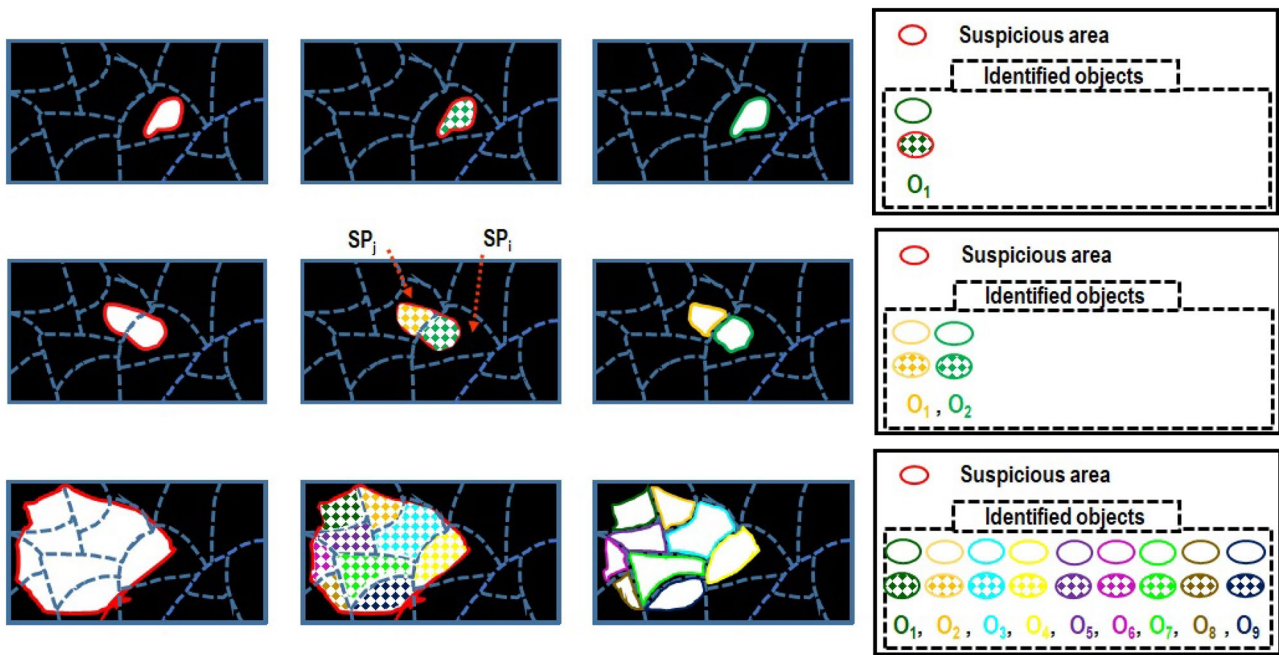 Suspicious area
Identified objects
O1
SPj SPi
Suspicious area
Identified objects
O1 , O2
Suspicious area
Identified objects
O1, O2 , O3, O4, O5, O6, O7, O8 , O9